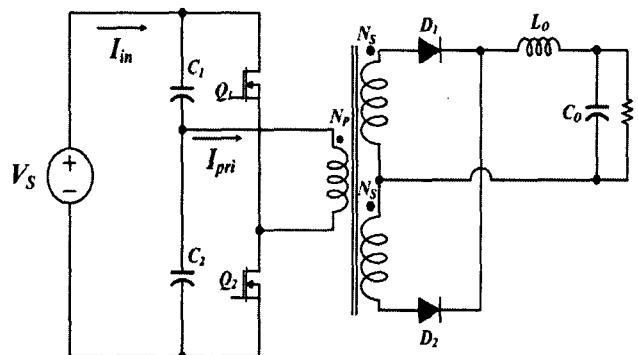 I_in
C_1
Q_1
N_P
N_S
D_1
L_O
C_O
I_pri
V_S
+
−
N_S
C_2
Q_2
D_2